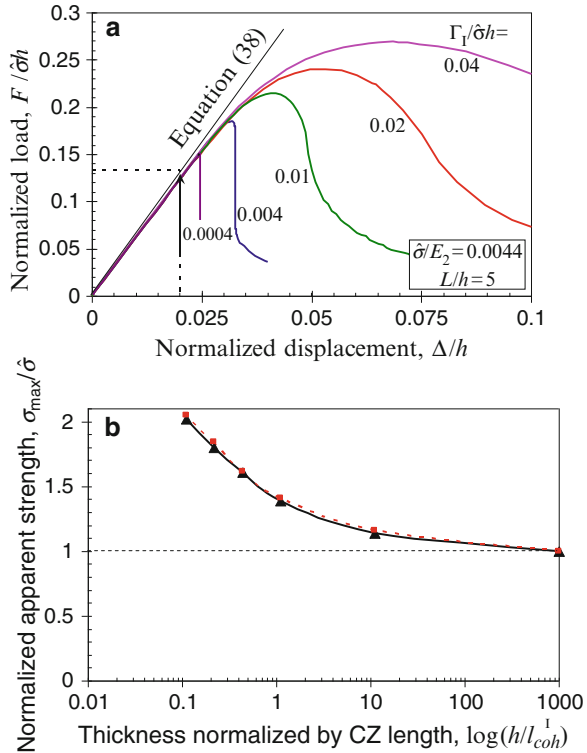 a
0.3
0.25
0.2
0.15
0.1
0.05
0
Normalized load, F/σ̂h
Equation (38)
Γ_I/σ̂h=
0.04
0.02
0.01
0.004
0.0004
σ̂/E₂=0.0044
L/h=5
0 0.025 0.05 0.075 0.1
Normalized displacement, Δ/h
b
2
1.5
1
0.5
0
Normalized apparent strength, σ_max/σ̂
0.01 0.1 1 10 100 1000
Thickness normalized by CZ length, log(h/l^I_coh)